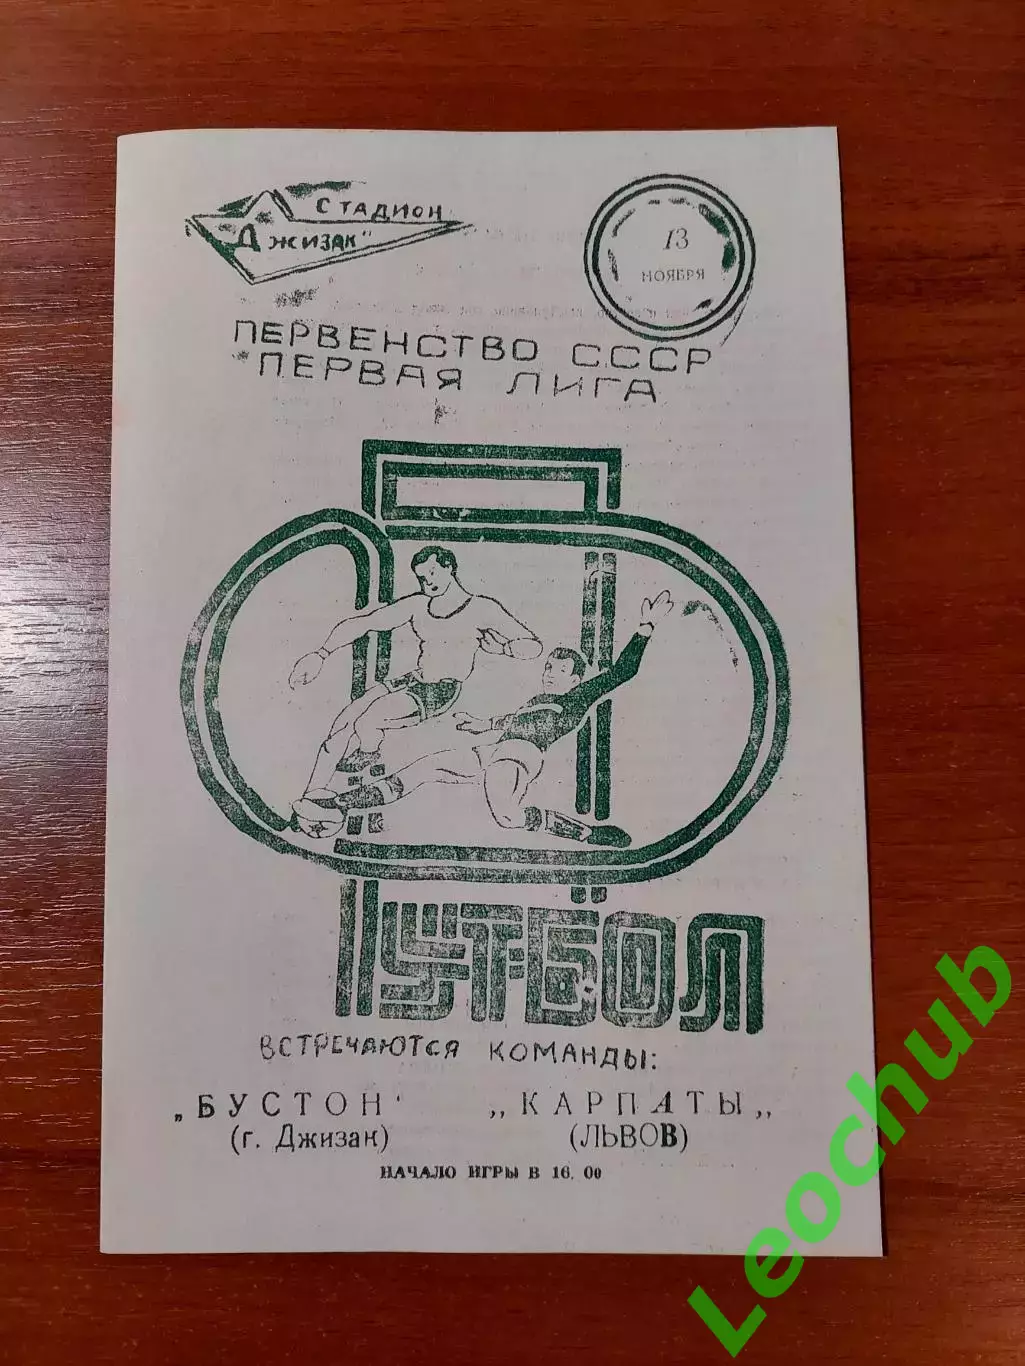 СТАДИОН
"Джизак"
13
НОЯБРЯ
ПЕРВЕНСТВО СССР
ПЕРВАЯ ЛИГА
ФУТБОЛ
ВСТРЕЧАЮТСЯ КОМАНДЫ:
„БУСТОН' „КАРПАТЫ„
(г. Джизак) (ЛЬВОВ)
НАЧАЛО ИГРЫ В 16. 00
Leochub